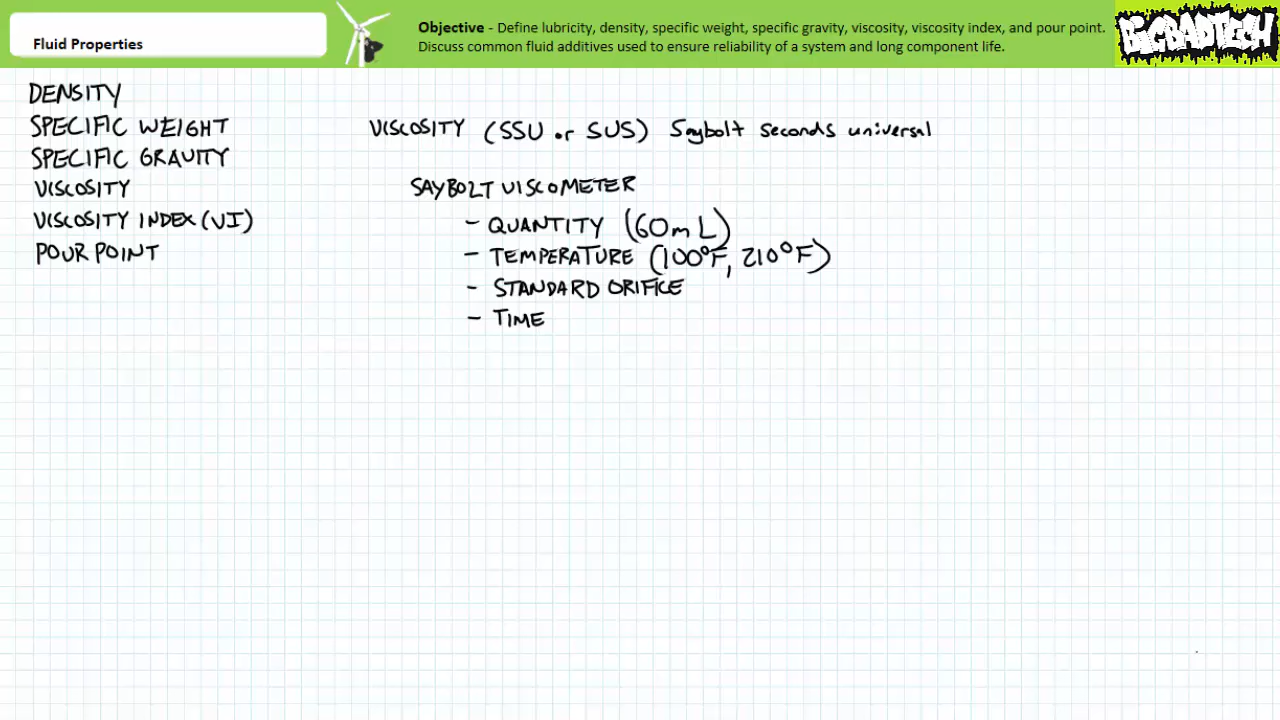 Fluid Properties
Objective - Define lubricity, density, specific weight, specific gravity, viscosity, viscosity index, and pour point.
Discuss common fluid additives used to ensure reliability of a system and long component life.
BIGBADTECH
DENSITY
SPECIFIC WEIGHT
SPECIFIC GRAVITY
VISCOSITY
VISCOSITY INDEX (VI)
POUR POINT
VISCOSITY (SSU or SUS) Saybolt seconds universal
SAYBOLT VISCOMETER
- QUANTITY (60mL)
- TEMPERATURE (100°F, 210°F)
- STANDARD ORIFICE
- TIME